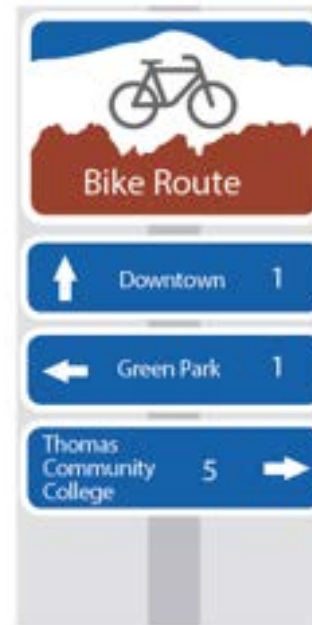 Bike Route
Downtown 1
Green Park 1
Thomas
Community 5
College